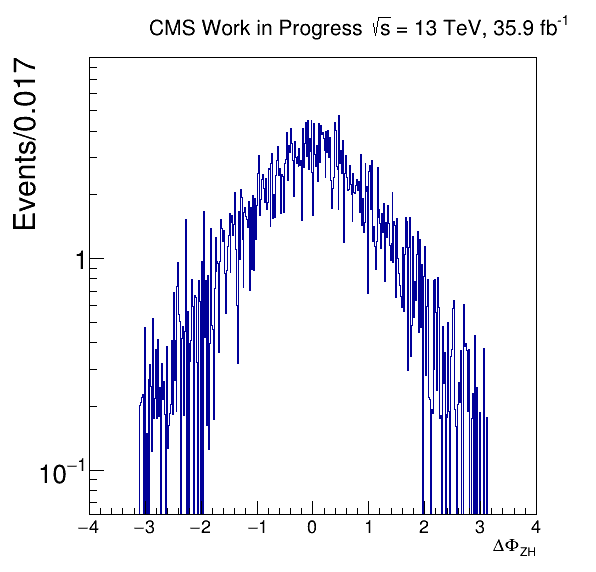 CMS Work in Progress √s = 13 TeV, 35.9 fb⁻¹
Events/0.017
1
10⁻¹
−4 −3 −2 −1 0 1 2 3 4
ΔΦ_ZH